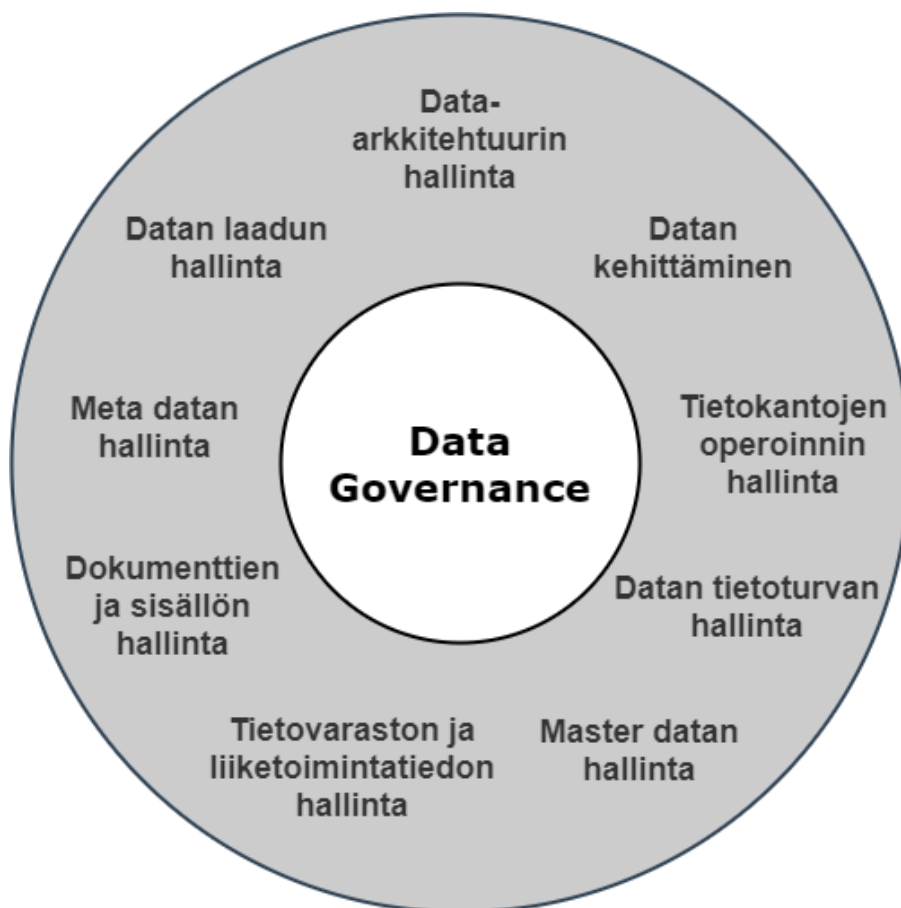 Data-
arkkitehtuurin
hallinta
Datan
kehittäminen
Tietokantojen
operoinnin
hallinta
Datan tietoturvan
hallinta
Master datan
hallinta
Tietovaraston ja
liiketoimintatiedon
hallinta
Dokumenttien
ja sisällön
hallinta
Meta datan
hallinta
Datan laadun
hallinta
Data
Governance